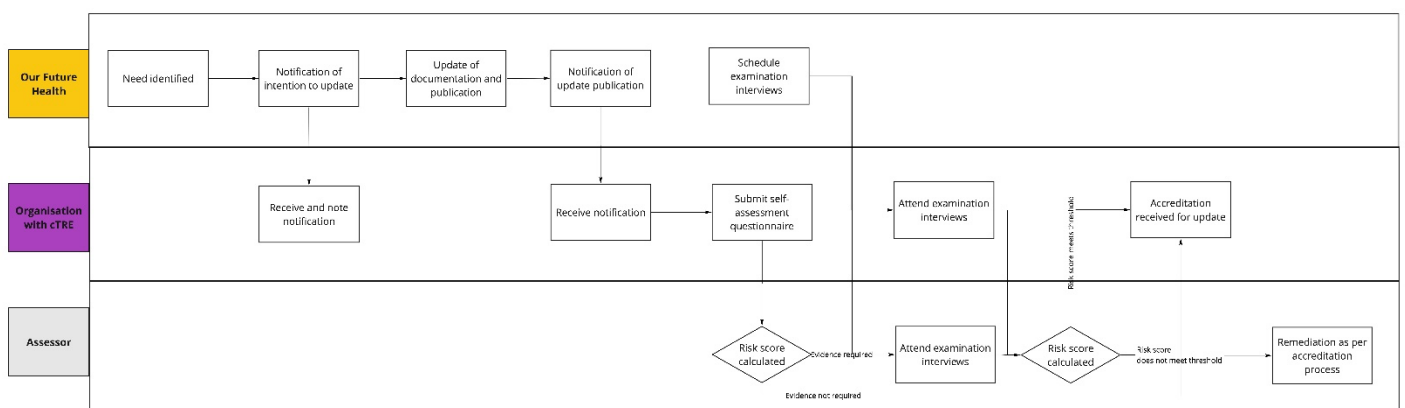 Our Future
Health
Need identified
Notification of
intention to update
Update of
documentation and
publication
Notification of
update publication
Schedule
examination
interviews
Organisation
with cTRE
Receive and note
notification
Receive notification
Submit self-
assessment
questionnaire
Attend examination
interviews
Risk score meets threshold
Accreditation
received for update
Assessor
Risk score
calculated
Evidence required
Evidence not required
Attend examination
interviews
Risk score
calculated
Risk score
does not meet threshold
Remediation as per
accreditation
process